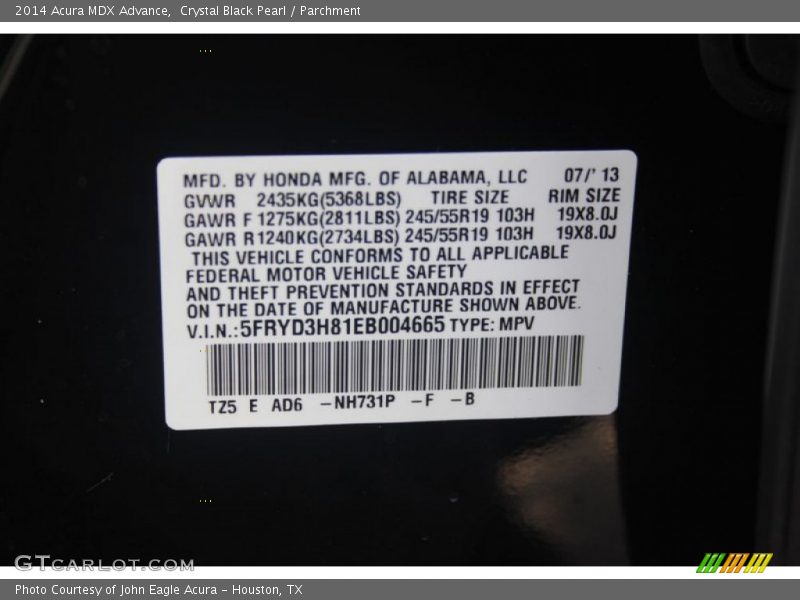 2014 Acura MDX Advance,  Crystal Black Pearl / Parchment
MFD. BY HONDA MFG. OF ALABAMA, LLC 07/' 13
GVWR 2435KG(5368LBS) TIRE SIZE RIM SIZE
GAWR F 1275KG(2811LBS) 245/55R19 103H 19X8.0J
GAWR R1240KG(2734LBS) 245/55R19 103H 19X8.0J
THIS VEHICLE CONFORMS TO ALL APPLICABLE
FEDERAL MOTOR VEHICLE SAFETY
AND THEFT PREVENTION STANDARDS IN EFFECT
ON THE DATE OF MANUFACTURE SHOWN ABOVE.
V.I.N.:5FRYD3H81EB004665 TYPE: MPV
TZ5 E AD6 -NH731P -F -B
GTCARLOT.COM
Photo Courtesy of John Eagle Acura - Houston, TX